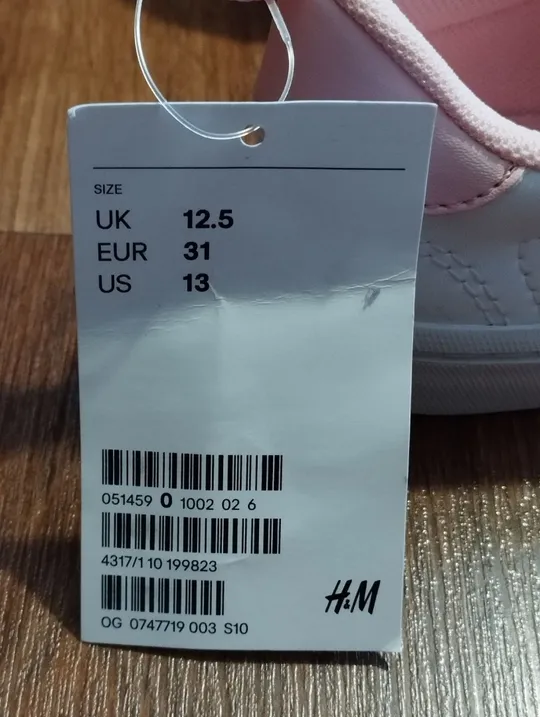 SIZE
UK 12.5
EUR 31
US 13
051459 0 1002 02 6
4317/1 10 199823
OG 0747719 003 S10
H&M